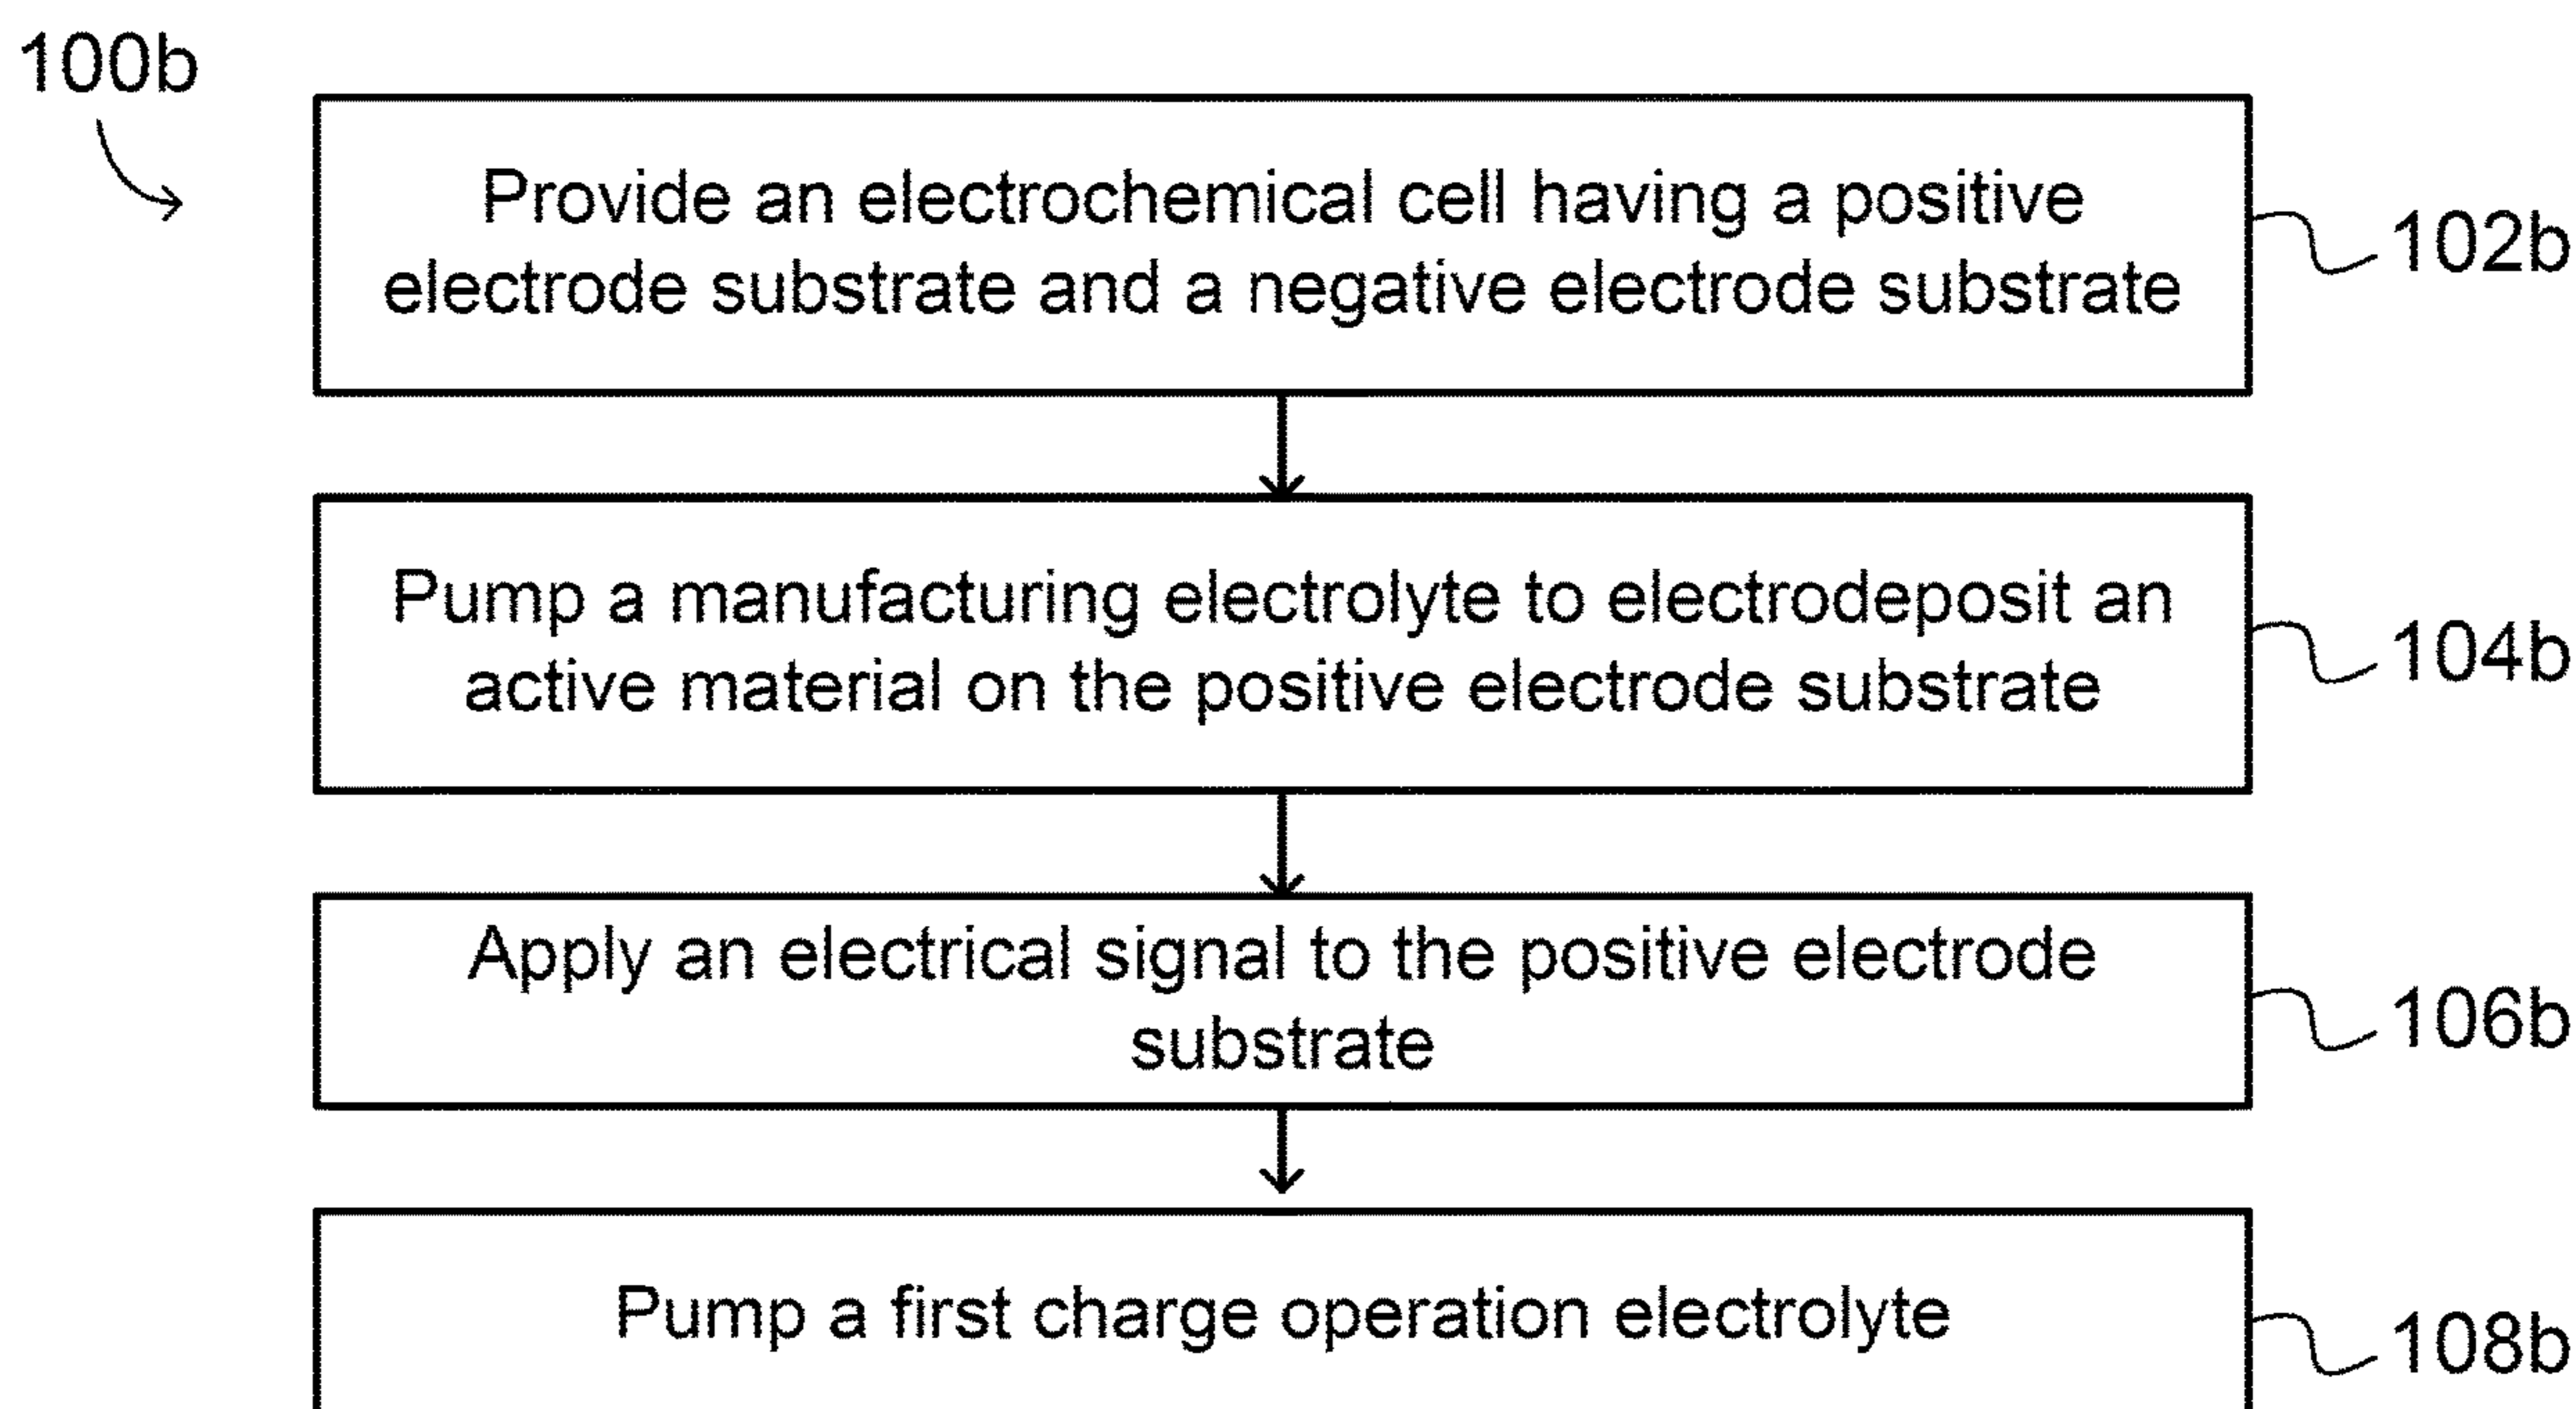 100b
Provide an electrochemical cell having a positive
electrode substrate and a negative electrode substrate
102b
Pump a manufacturing electrolyte to electrodeposit an
active material on the positive electrode substrate
104b
Apply an electrical signal to the positive electrode
substrate
106b
Pump a first charge operation electrolyte
108b